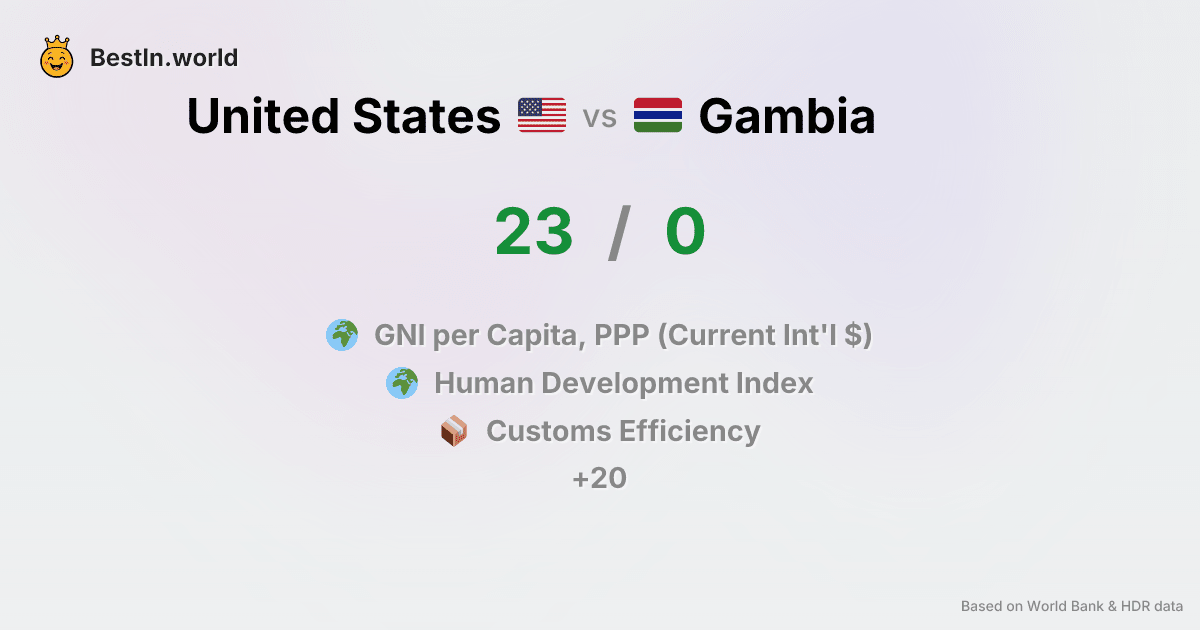 BestIn.world
United States vs Gambia
23 / 0
GNI per Capita, PPP (Current Int'l $)
Human Development Index
Customs Efficiency
+20
Based on World Bank & HDR data